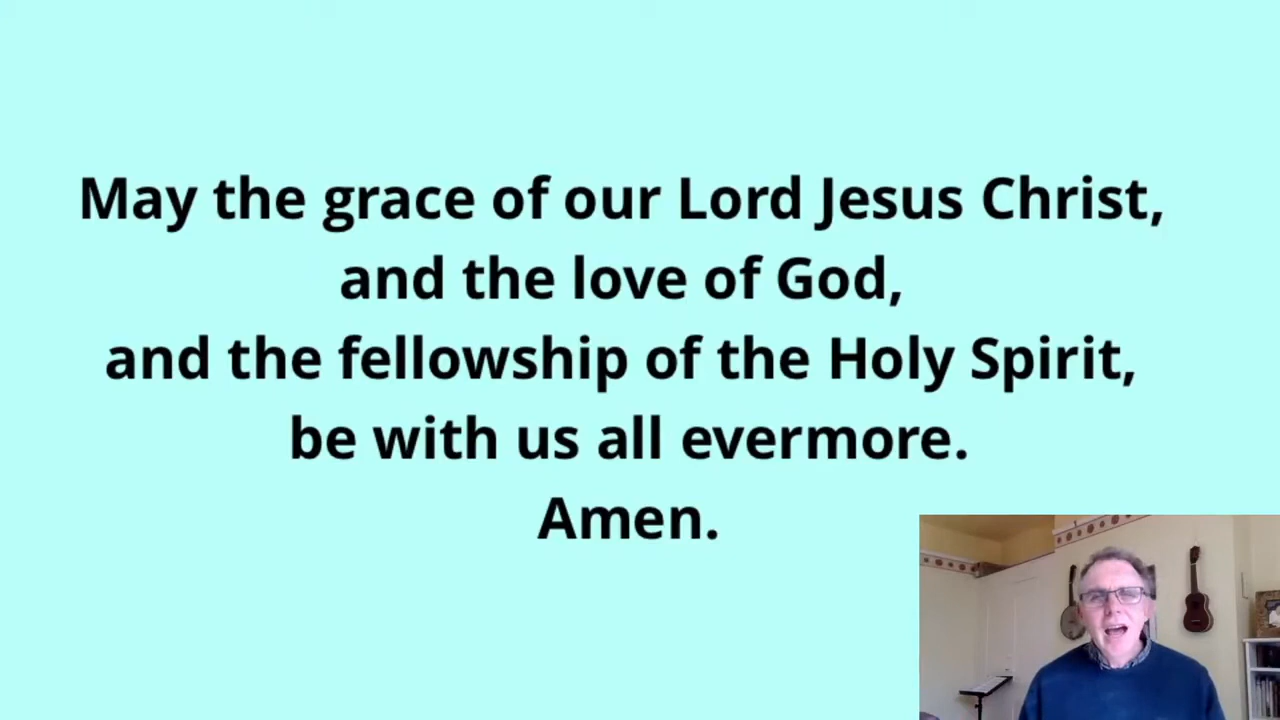 May the grace of our Lord Jesus Christ,
and the love of God,
and the fellowship of the Holy Spirit,
be with us all evermore.
Amen.